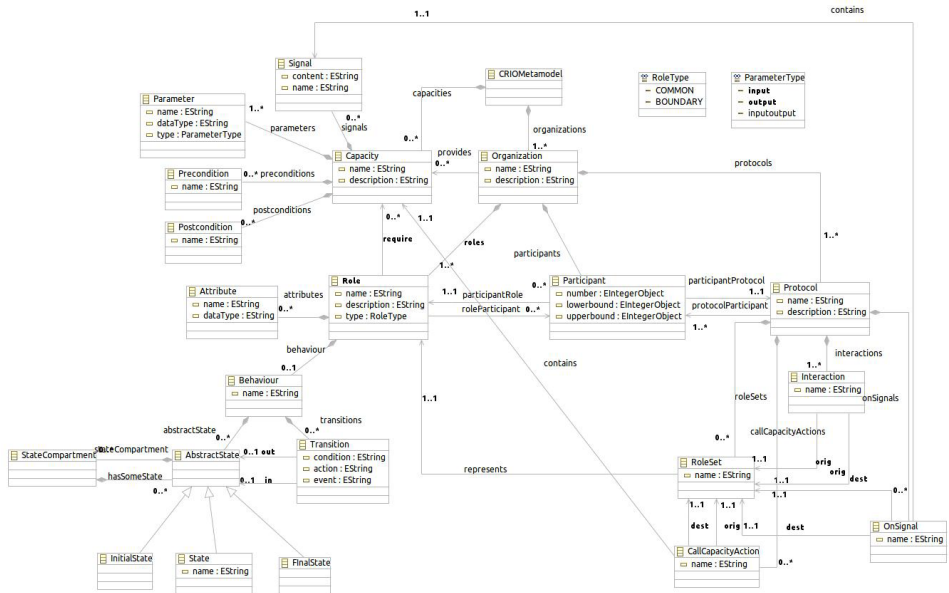 contains
1..1
Signal
content : EString
name : EString
CRIOMetamodel
RoleType
COMMON
BOUNDARY
ParameterType
input
output
inputoutput
capacities
Parameter
name : EString
dataType : EString
type : ParameterType
1..*
parameters
0..*
signals
0..*
organizations
1..*
Capacity
name : EString
description : EString
provides
0..*
Organization
name : EString
description : EString
protocols
Precondition
name : EString
0..* preconditions
postconditions
0..*
Postcondition
name : EString
0..*
require
1..1
roles
1..*
participants
0..*
1..*
Attribute
name : EString
dataType : EString
attributes
0..*
Role
name : EString
description : EString
type : RoleType
1..1
participantRole
roleParticipant
0..*
Participant
number : EIntegerObject
lowerbound : EIntegerObject
upperbound : EIntegerObject
participantProtocol
1..1
protocolParticipant
1..*
Protocol
name : EString
description : EString
behaviour
0..1
contains
interactions
1..*
Behaviour
name : EString
Interaction
name : EString
1..1
roleSets
onSignals
abstractState
0..*
transitions
0..*
callCapacityActions
0..*
StateCompartment
stateCompartment
0..*
hasSomeState
0..*
AbstractState
0..1 out
0..1 in
Transition
condition : EString
action : EString
event : EString
represents
RoleSet
name : EString
1..1
orig
orig
1..1
dest
1..1
0..*
1..1
1..1
dest
orig
1..1
dest
OnSignal
name : EString
InitialState
State
name : EString
FInalState
CallCapacityAction
name : EString
0..*